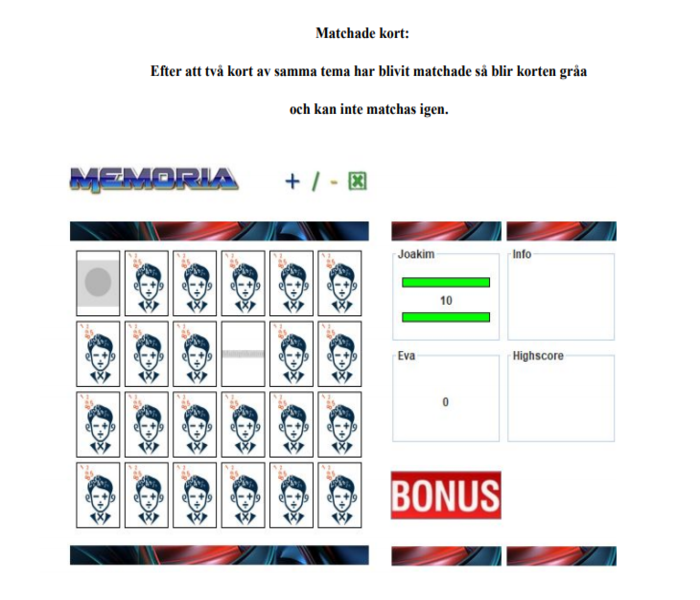 Matchade kort:
Efter att två kort av samma tema har blivit matchade så blir korten gråa
och kan inte matchas igen.
MEMORIA + / -
Joakim
Info
10
Eva
Highscore
0
BONUS